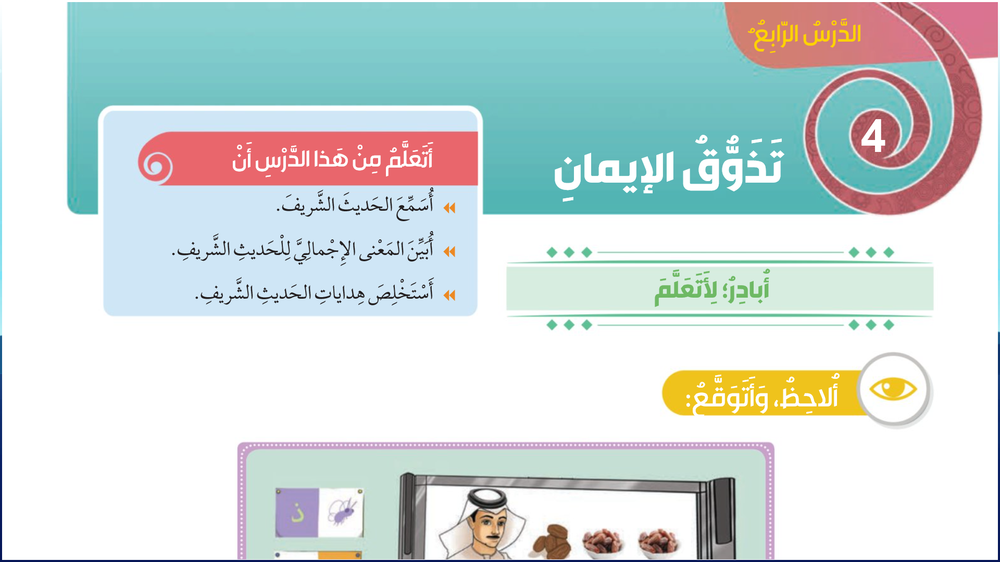 الدَّرْسُ الرّابِعُ ُ
4
تَذَوُّقُ الإيمانِ
أَتَعَلَّمُ مِنْ هَذا الدَّرْسِ أَنْ
أُسَمِّعَ الحَديثَ الشَّريفَ.
أُبَيِّنَ المَعْنى الإِجْمالِيَّ لِلْحَديثِ الشَّريفِ.
أَسْتَخْلِصَ هِداياتِ الحَديثِ الشَّريفِ.
أُبادِرُ؛ لِأَتَعَلَّمَ
أُلاحِظُ، وَأَتَوَقَّعُ:
ذ